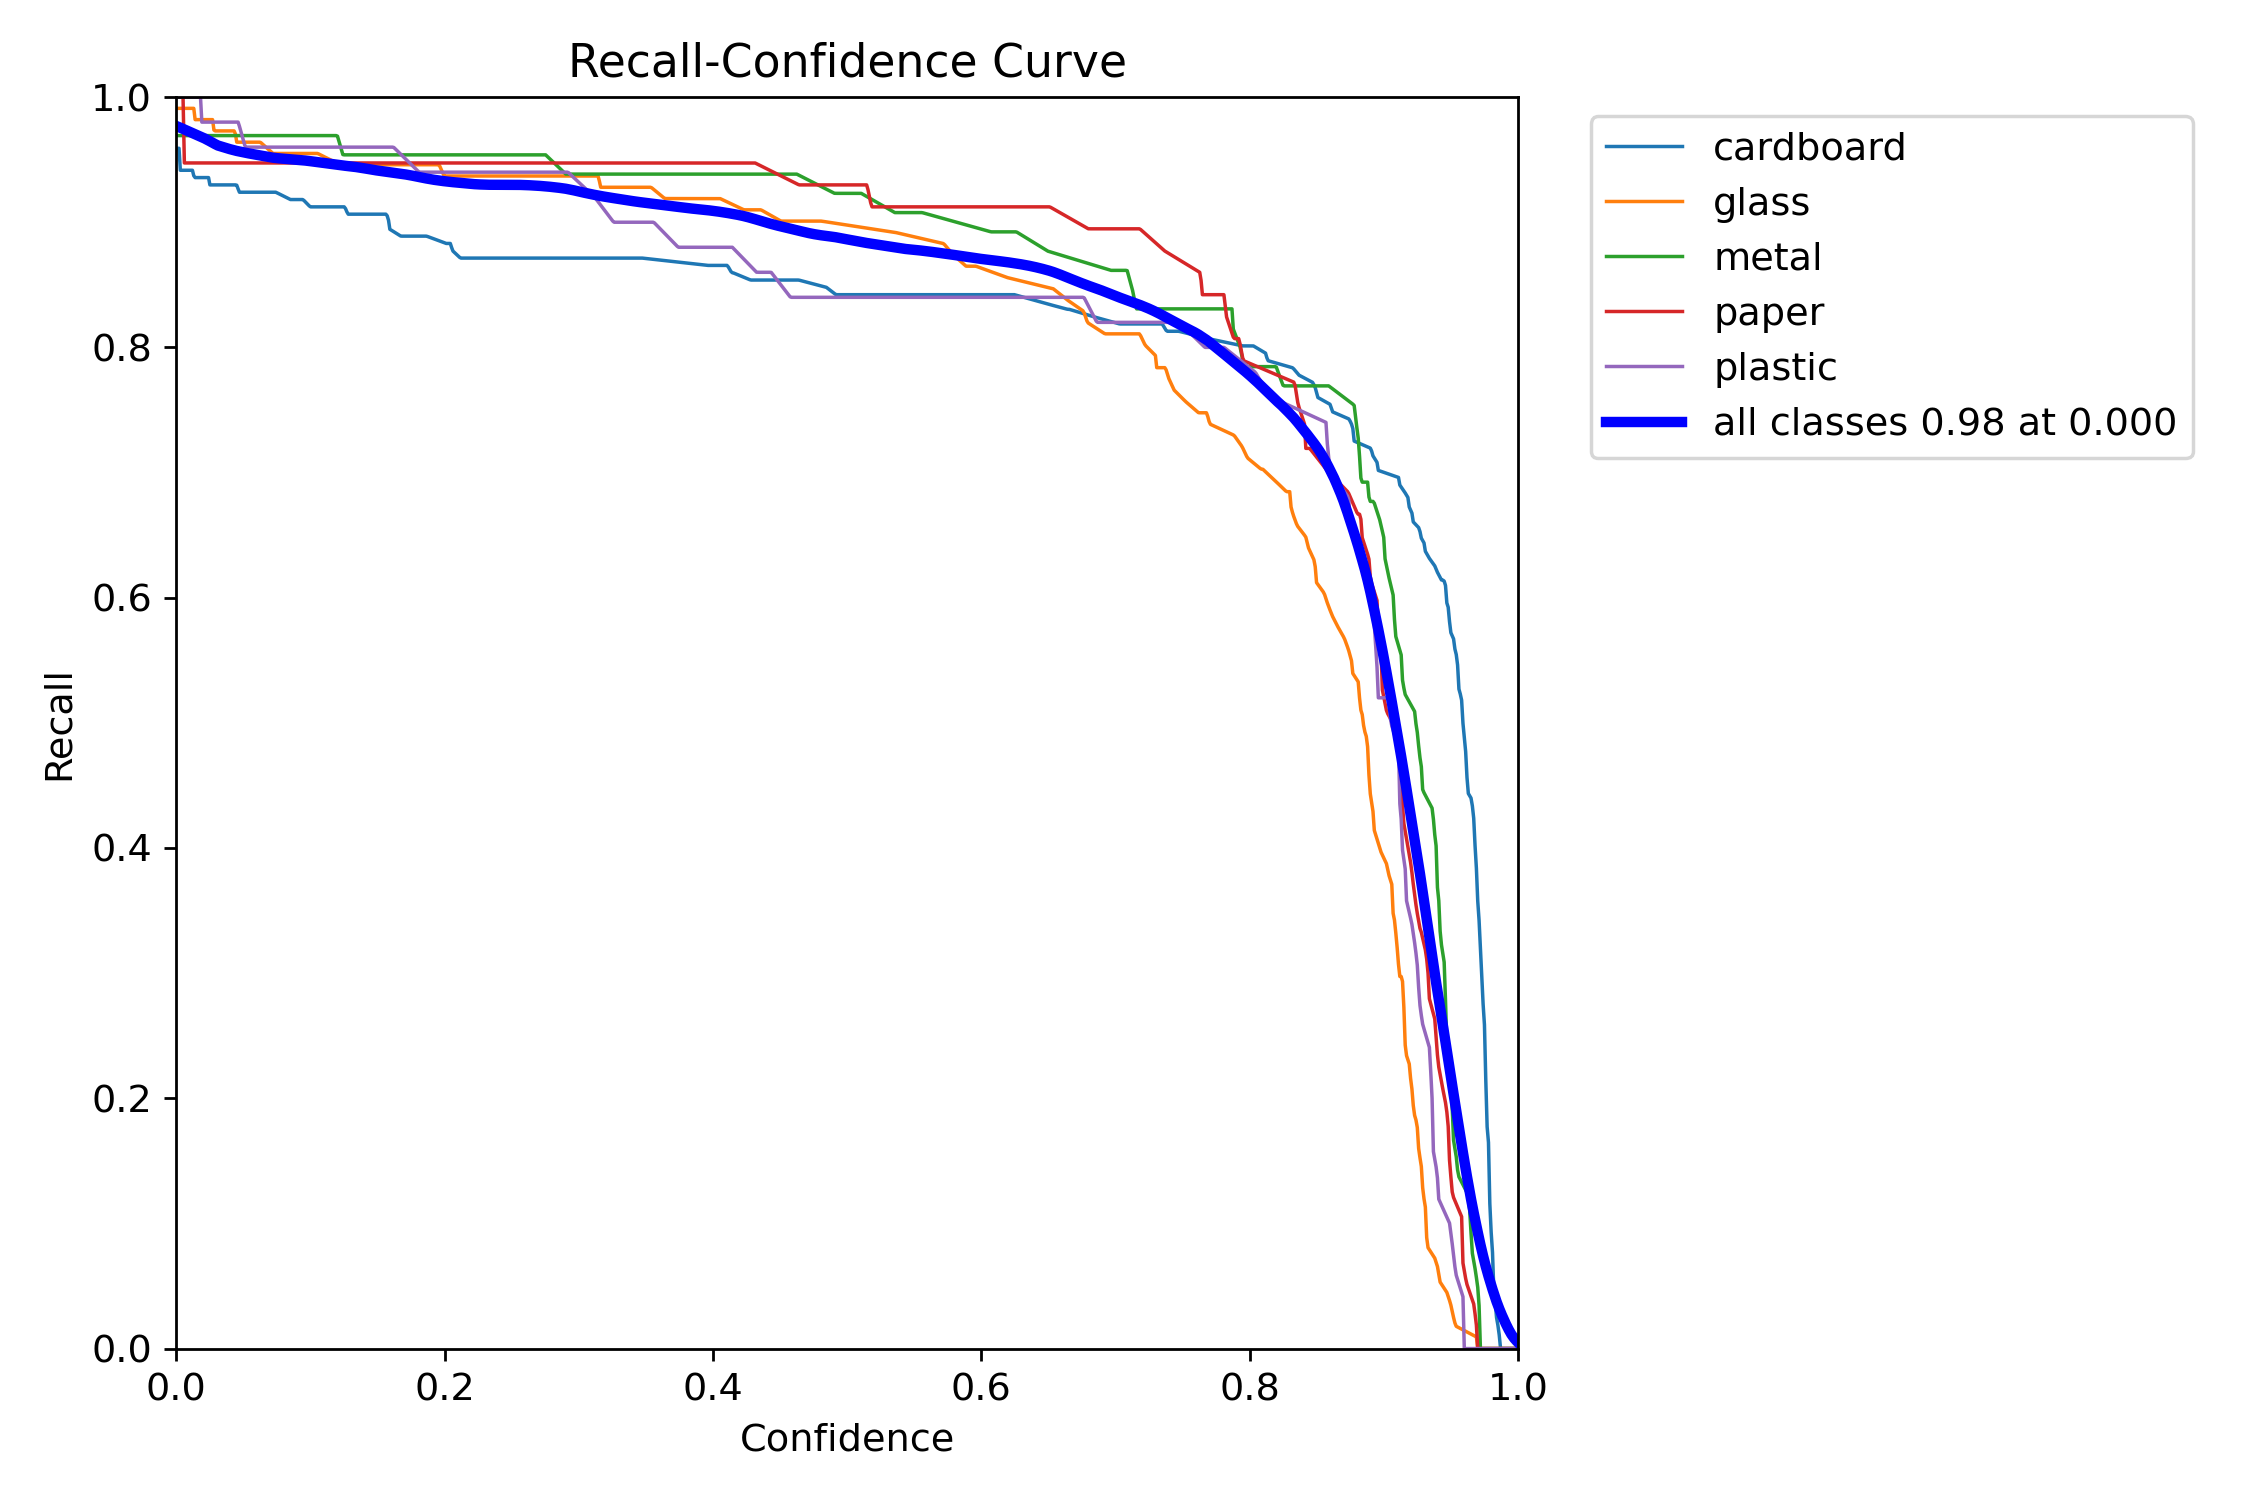 Recall-Confidence Curve
1.0
0.8
0.6
0.4
0.2
0.0
Recall
0.0 0.2 0.4 0.6 0.8 1.0
Confidence
cardboard
glass
metal
paper
plastic
all classes 0.98 at 0.000